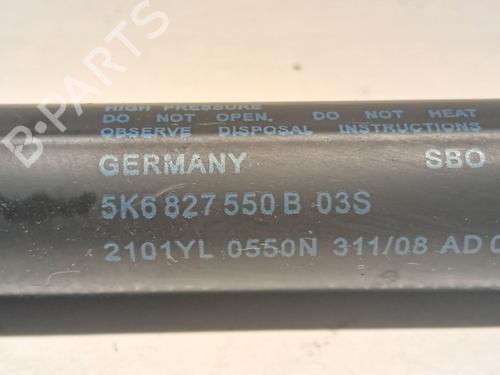 B-PARTS
HIGH PRESSURE
DO NOT OPEN. DO NOT HEAT
OBSERVE DISPOSAL INSTRUCTIONS
GERMANY SBO
5K6 827 550 B 03S
2101YL 0550N 311/08 AD